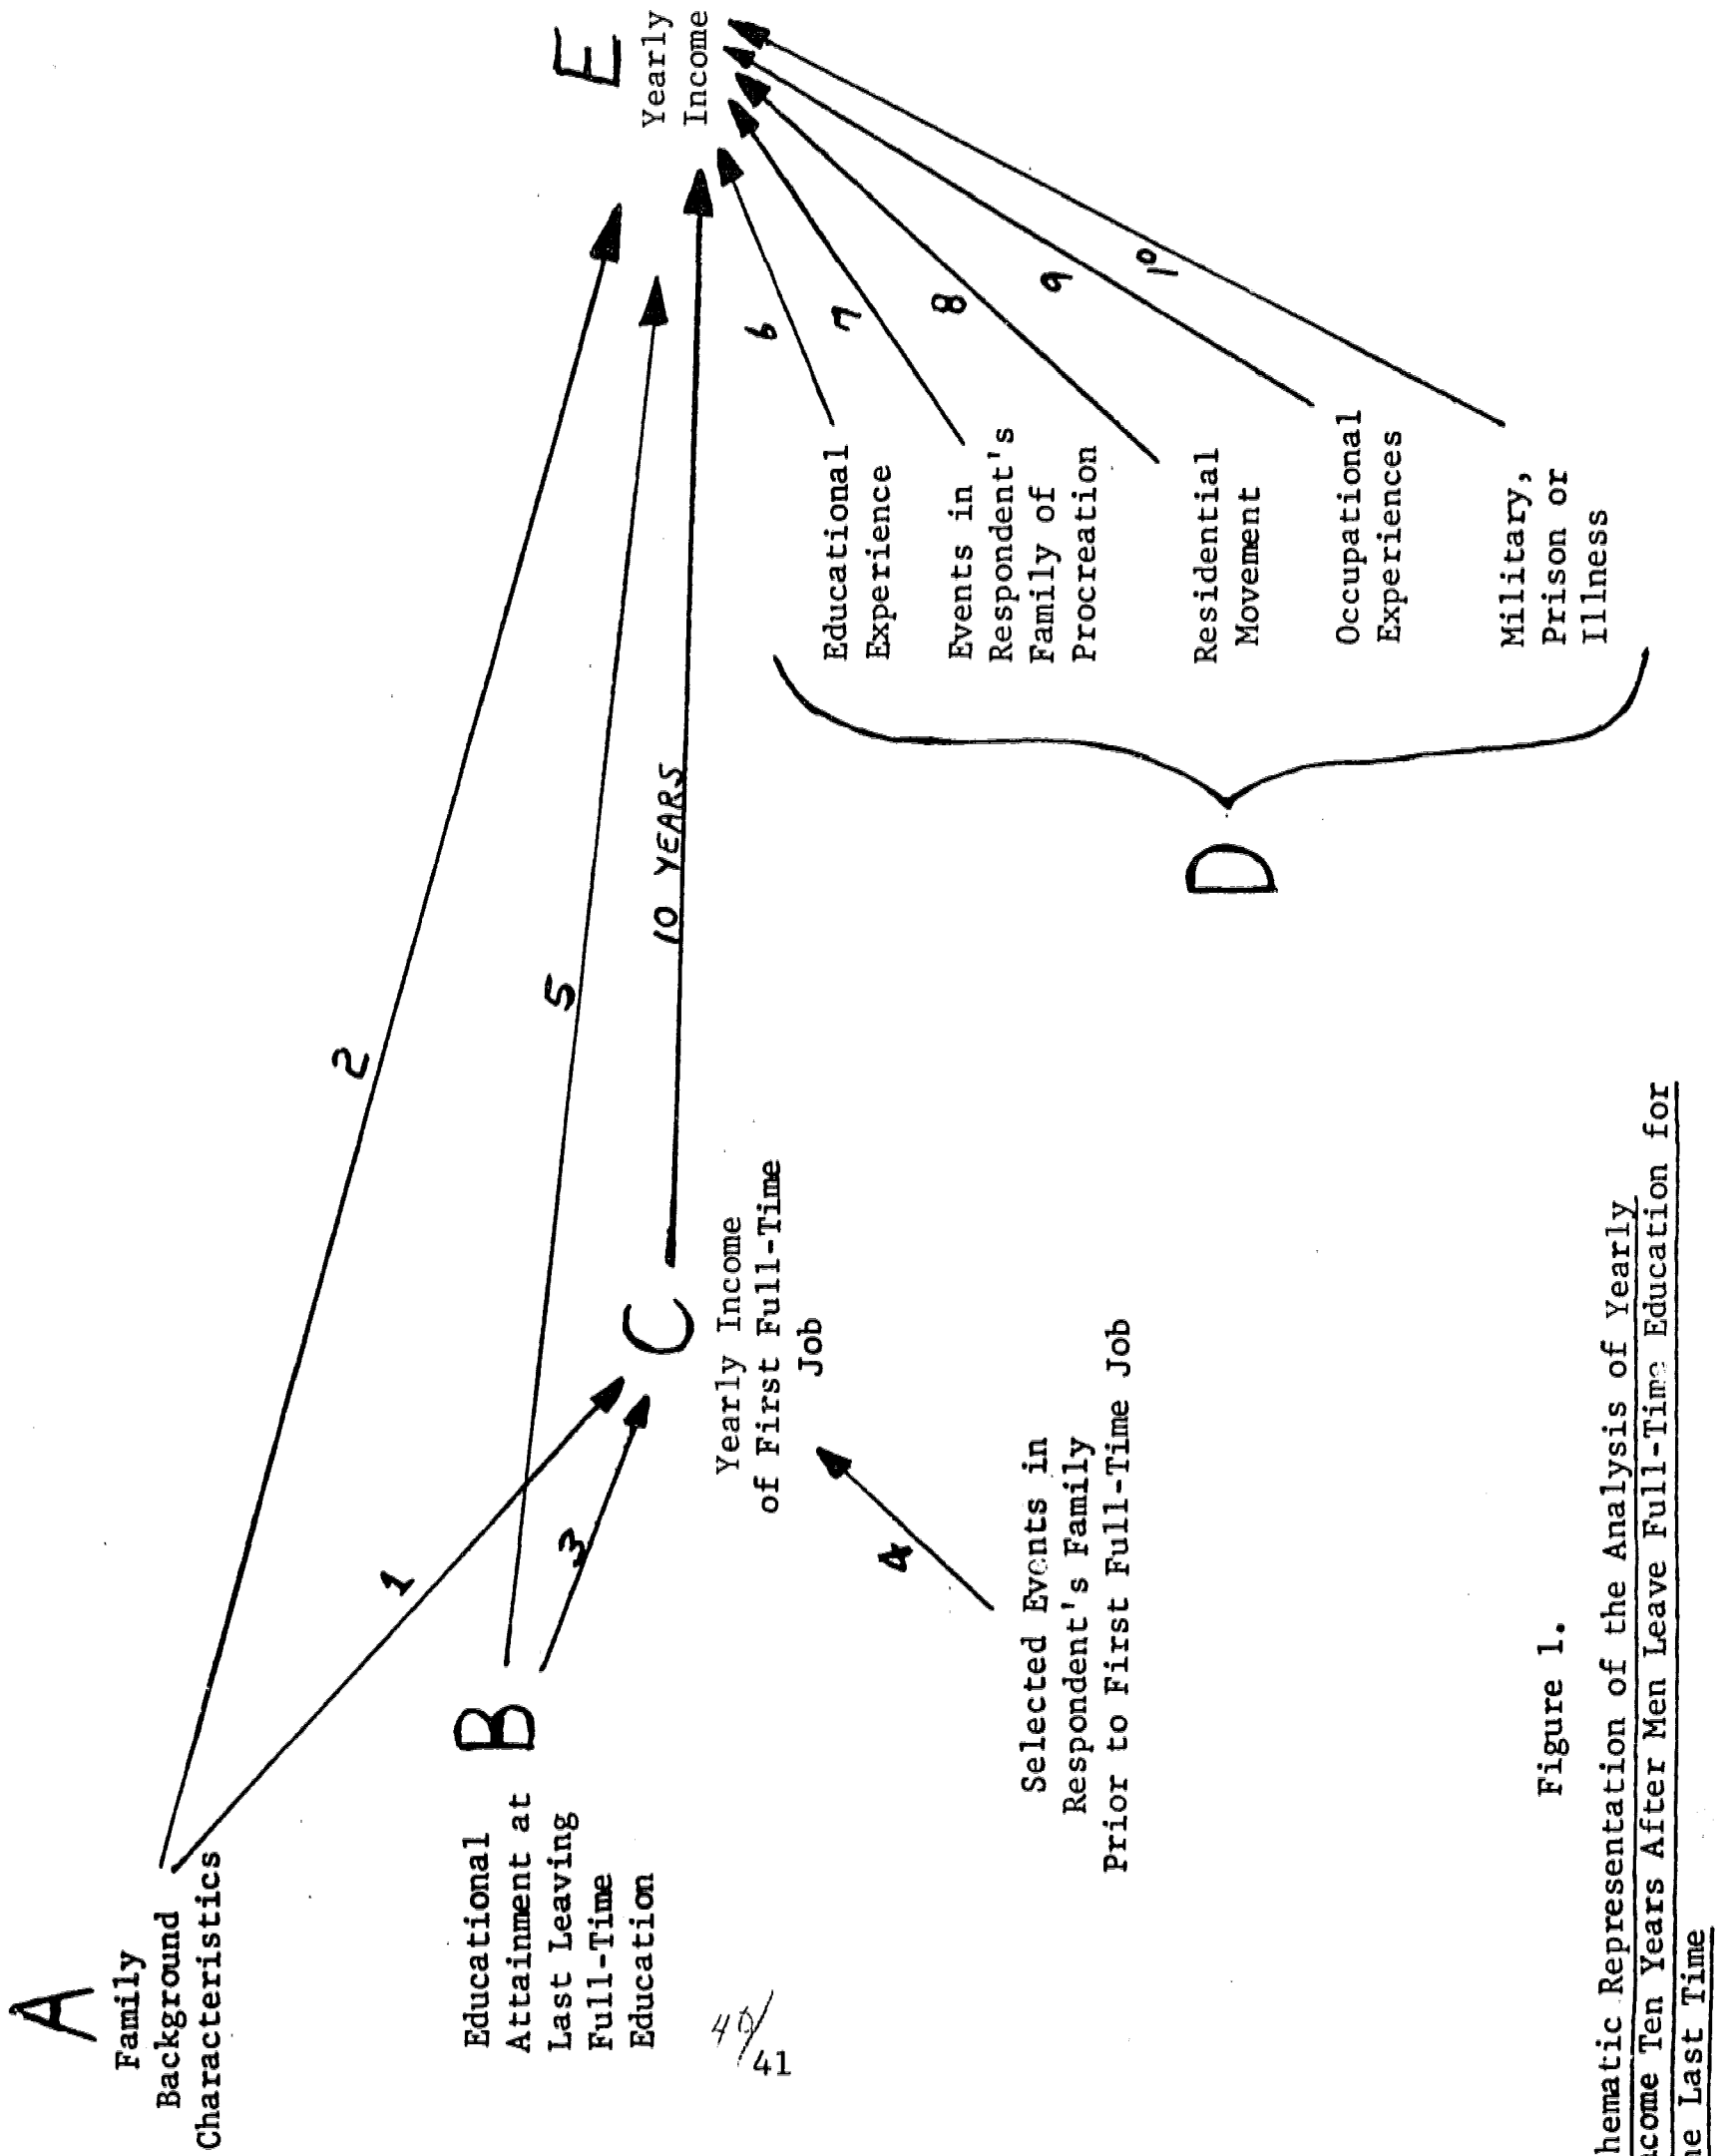 A
Family
Background
Characteristics
2
1
B
Educational
Attainment at
Last Leaving
Full-Time
Education
5
3
C
Yearly Income
of First Full-Time
Job
10 YEARS
E
Yearly
Income
4
Selected Events in
Respondent's Family
Prior to First Full-Time Job
D
6
Educational
Experience
7
Events in
Respondent's
Family of
Procreation
8
Residential
Movement
9
Occupational
Experiences
10
Military,
Prison or
Illness
40/
41
Figure 1.
hematic Representation of the Analysis of Yearly
come Ten Years After Men Leave Full-Time Education for
e Last Time